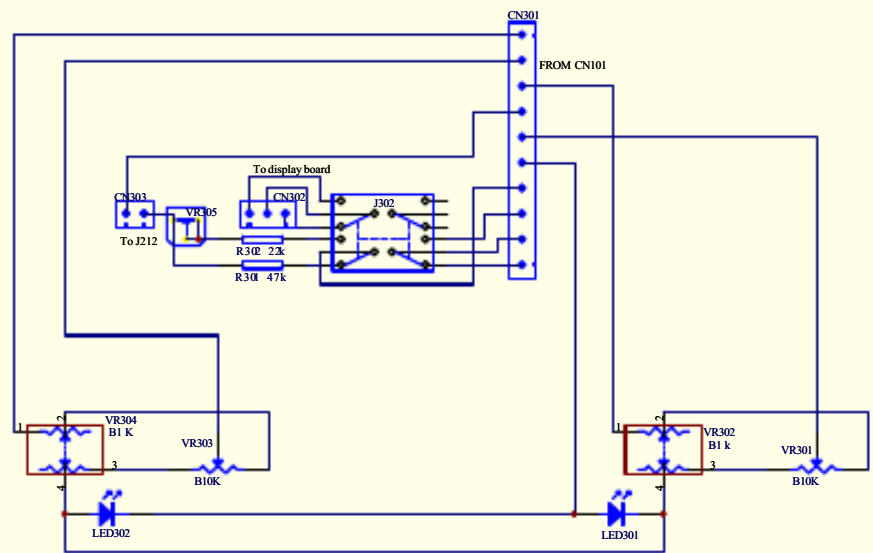 CN301
FROM CN101
To display board
CN303
VR305
CN302
J302
To J212
R302 22k
R301 47k
2
VR304
1
B1 K
VR303
3
B10K
4
LED302
2
1
VR302
B1 k
VR301
3
B10K
4
LED301